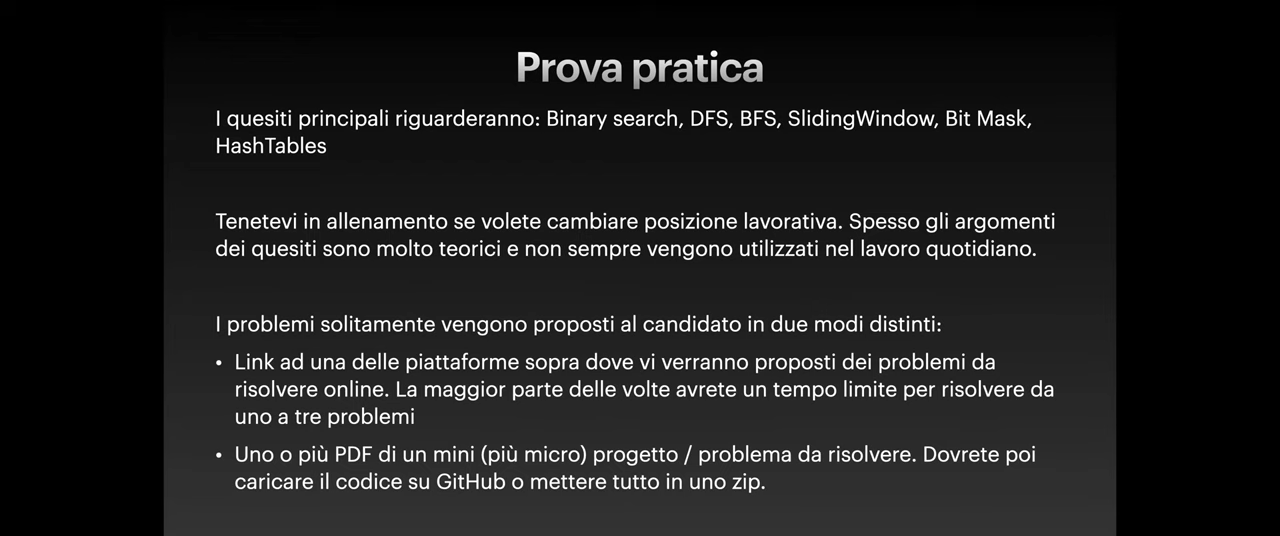 Prova pratica
I quesiti principali riguarderanno: Binary search, DFS, BFS, SlidingWindow, Bit Mask,
HashTables
Tenetevi in allenamento se volete cambiare posizione lavorativa. Spesso gli argomenti
dei quesiti sono molto teorici e non sempre vengono utilizzati nel lavoro quotidiano.
I problemi solitamente vengono proposti al candidato in due modi distinti:
• Link ad una delle piattaforme sopra dove vi verranno proposti dei problemi da
risolvere online. La maggior parte delle volte avrete un tempo limite per risolvere da
uno a tre problemi
• Uno o più PDF di un mini (più micro) progetto / problema da risolvere. Dovrete poi
caricare il codice su GitHub o mettere tutto in uno zip.